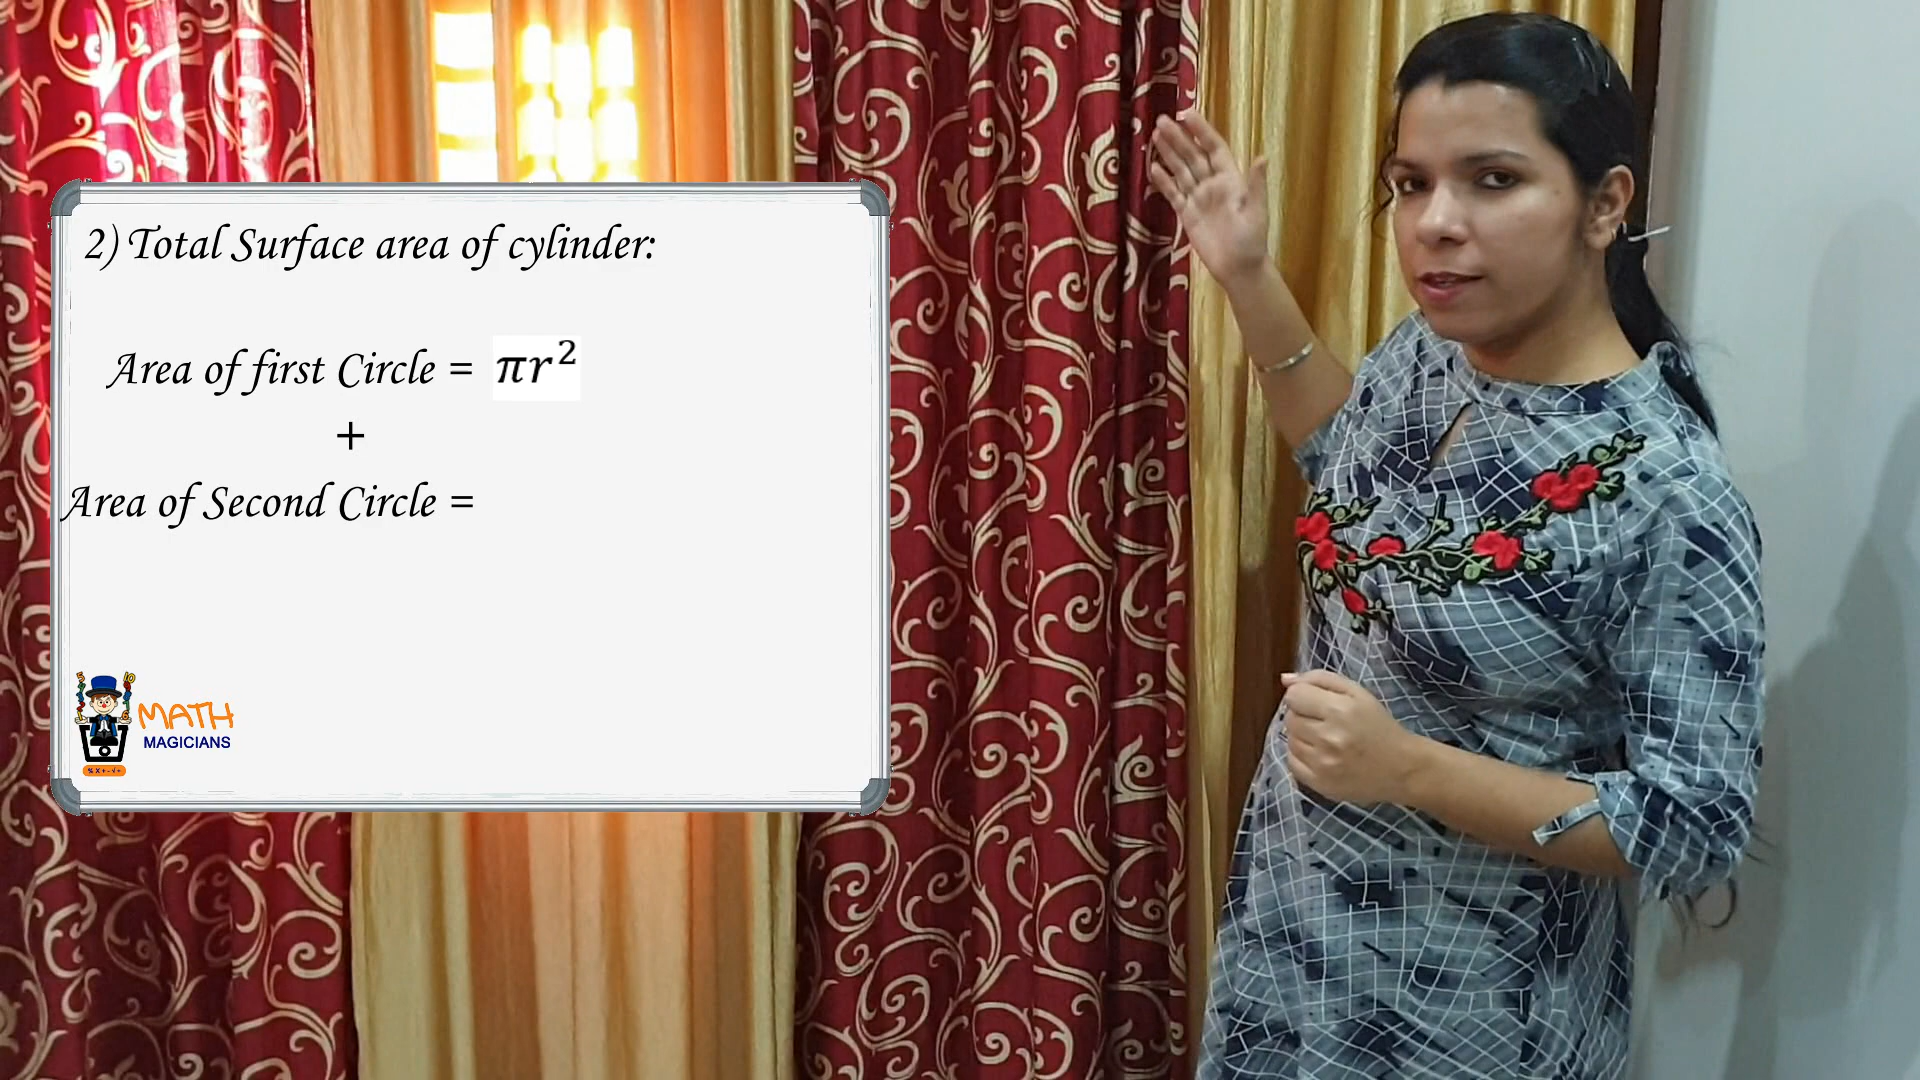 2) Total Surface area of cylinder:
Area of first Circle = πr²
+
Area of Second Circle =
MATH
MAGICIANS